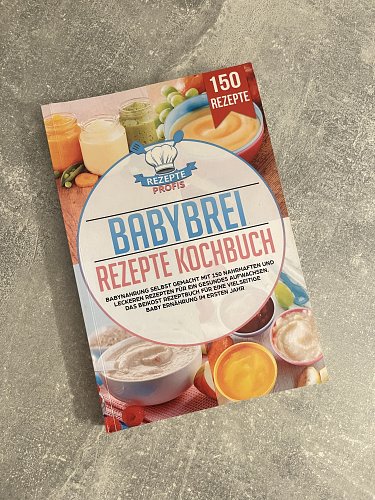 150
REZEPTE
REZEPTE
PROFIS
BABYBREI
REZEPTE KOCHBUCH
BABYNAHRUNG SELBST GEMACHT MIT 150 NAHRHAFTEN UND
LECKEREN REZEPTEN FÜR EIN GESUNDES AUFWACHSEN.
DAS BEIKOST REZEPTBUCH FÜR EINE VIELSEITIGE
BABY ERNÄHRUNG IM ERSTEN JAHR